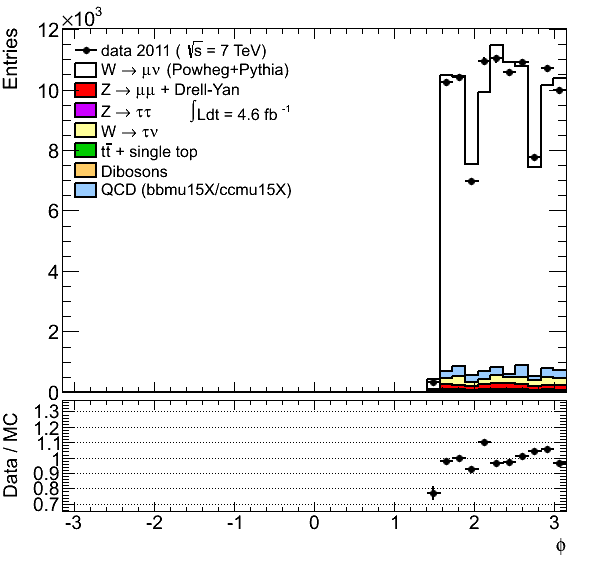 ×10³
12
Entries
10
8
6
4
2
0
data 2011 ( √s = 7 TeV)
W → μν (Powheg+Pythia)
Z → μμ + Drell-Yan
Z → ττ
∫Ldt = 4.6 fb⁻¹
W → τν
tt̄ + single top
Dibosons
QCD (bbmu15X/ccmu15X)
Data / MC
1.3
1.2
1.1
1
0.9
0.8
0.7
-3 -2 -1 0 1 2 3
ϕ